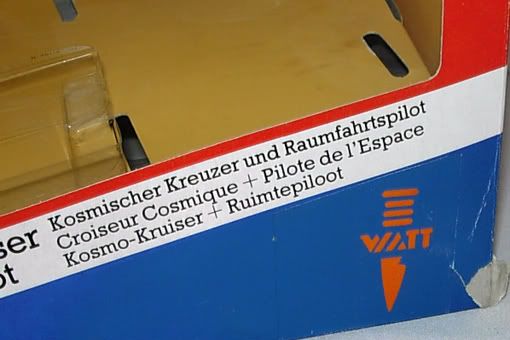 ser Kosmischer Kreuzer und Raumfahrtspilot
ot Croiseur Cosmique + Pilote de l'Espace
Kosmo-Kruiser + Ruimtepiloot
WATT